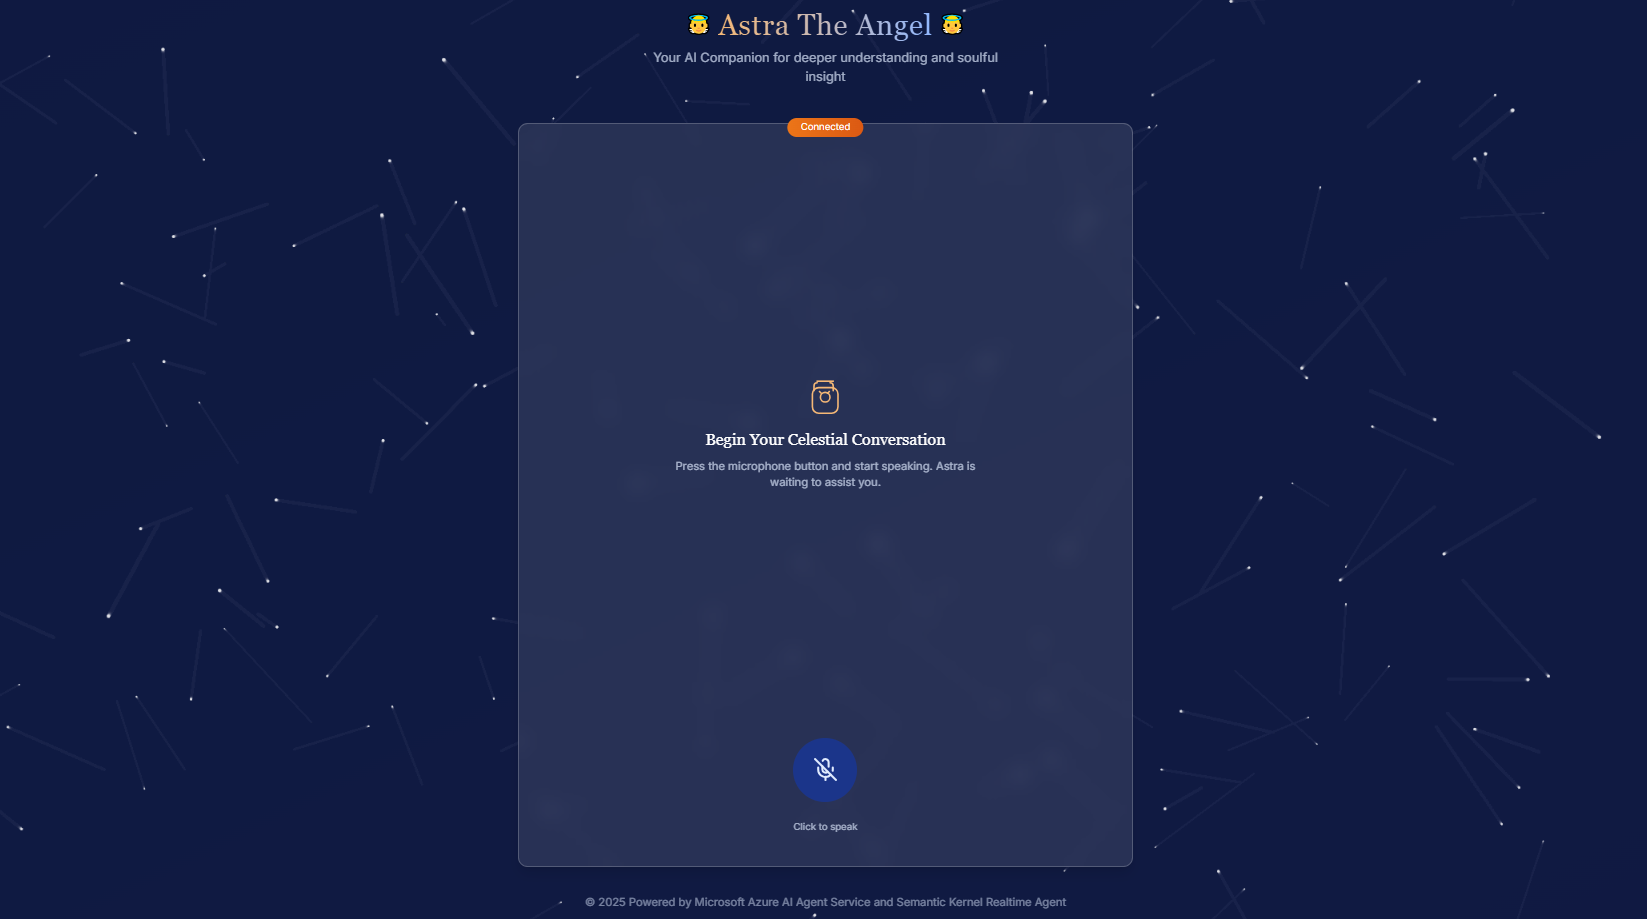 Astra The Angel
Your AI Companion for deeper understanding and soulful
insight
Connected
Begin Your Celestial Conversation
Press the microphone button and start speaking. Astra is
waiting to assist you.
Click to speak
© 2025 Powered by Microsoft Azure AI Agent Service and Semantic Kernel Realtime Agent